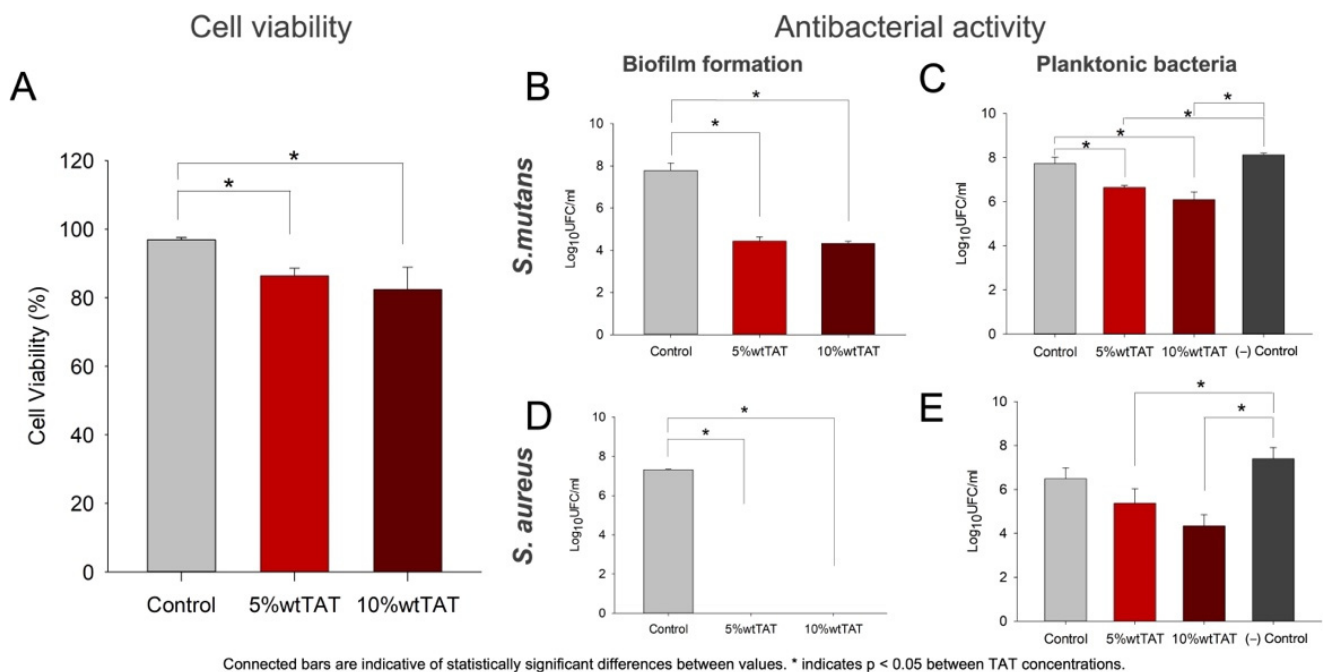 Cell viability
Antibacterial activity
Biofilm formation
Planktonic bacteria
A
Cell Viability (%)
120
100
80
60
40
20
0
*
*
Control 5%wtTAT 10%wtTAT
S.mutans
B
Log10UFC/ml
10
8
6
4
2
0
*
*
Control 5%wtTAT 10%wtTAT
C
Log10UFC/ml
10
8
6
4
2
0
*
*
*
*
Control 5%wtTAT 10%wtTAT (–) Control
S. aureus
D
Log10UFC/ml
10
8
6
4
2
0
*
*
Control 5%wtTAT 10%wtTAT
E
Log10UFC/ml
10
8
6
4
2
0
*
*
Control 5%wtTAT 10%wtTAT (–) Control
Connected bars are indicative of statistically significant differences between values. * indicates p < 0.05 between TAT concentrations.